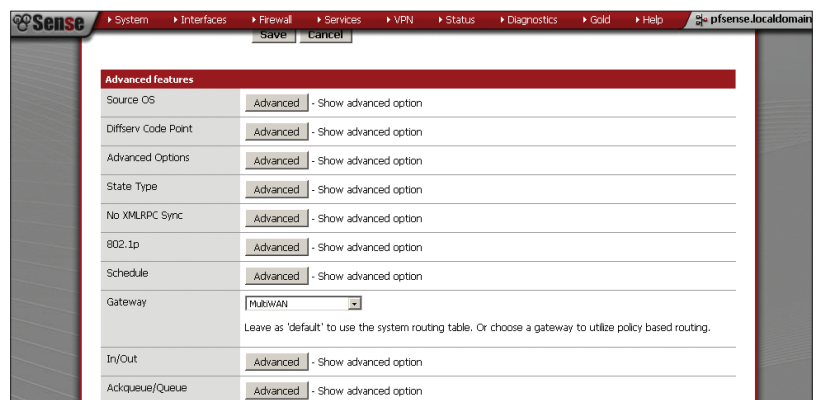 Sense System Interfaces Firewall Services VPN Status Diagnostics Gold Help pfsense.localdomain
Save Cancel
Advanced features
Source OS Advanced - Show advanced option
Diffserv Code Point Advanced - Show advanced option
Advanced Options Advanced - Show advanced option
State Type Advanced - Show advanced option
No XMLRPC Sync Advanced - Show advanced option
802.1p Advanced - Show advanced option
Schedule Advanced - Show advanced option
Gateway MultiWAN
Leave as 'default' to use the system routing table. Or choose a gateway to utilize policy based routing.
In/Out Advanced - Show advanced option
Ackqueue/Queue Advanced - Show advanced option